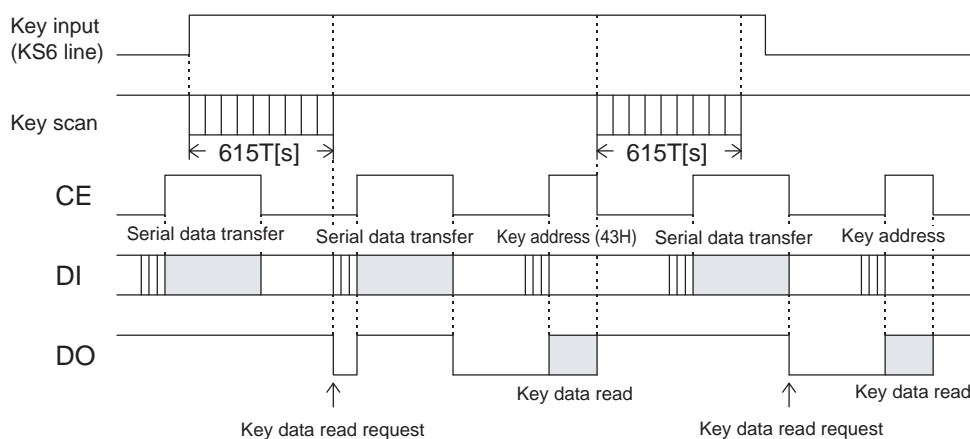 Key input
(KS6 line)
Key scan
615T[s]
615T[s]
CE
Serial data transfer
Serial data transfer
Key address (43H)
Serial data transfer
Key address
DI
DO
Key data read
Key data read
Key data read request
Key data read request